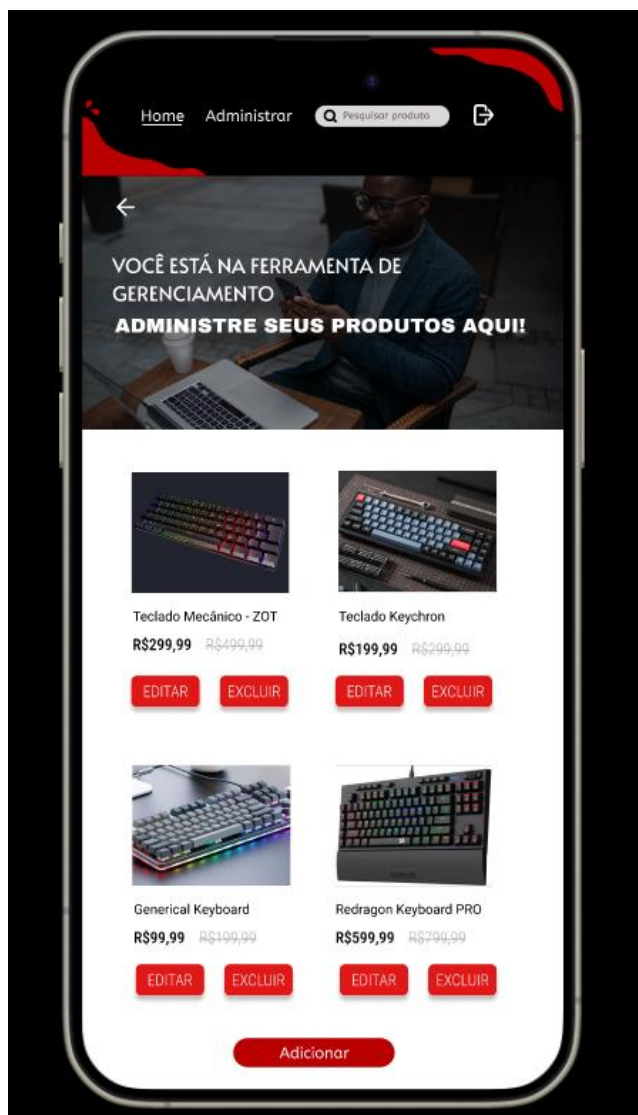 Home Administrar Pesquisar produto
VOCÊ ESTÁ NA FERRAMENTA DE
GERENCIAMENTO
ADMINISTRE SEUS PRODUTOS AQUI!
Teclado Mecânico - ZOT
R$299,99 R$499,99
EDITAR EXCLUIR
Teclado Keychron
R$199,99 R$299,99
EDITAR EXCLUIR
Generical Keyboard
R$99,99 R$199,99
EDITAR EXCLUIR
Redragon Keyboard PRO
R$599,99 R$799,99
EDITAR EXCLUIR
Adicionar